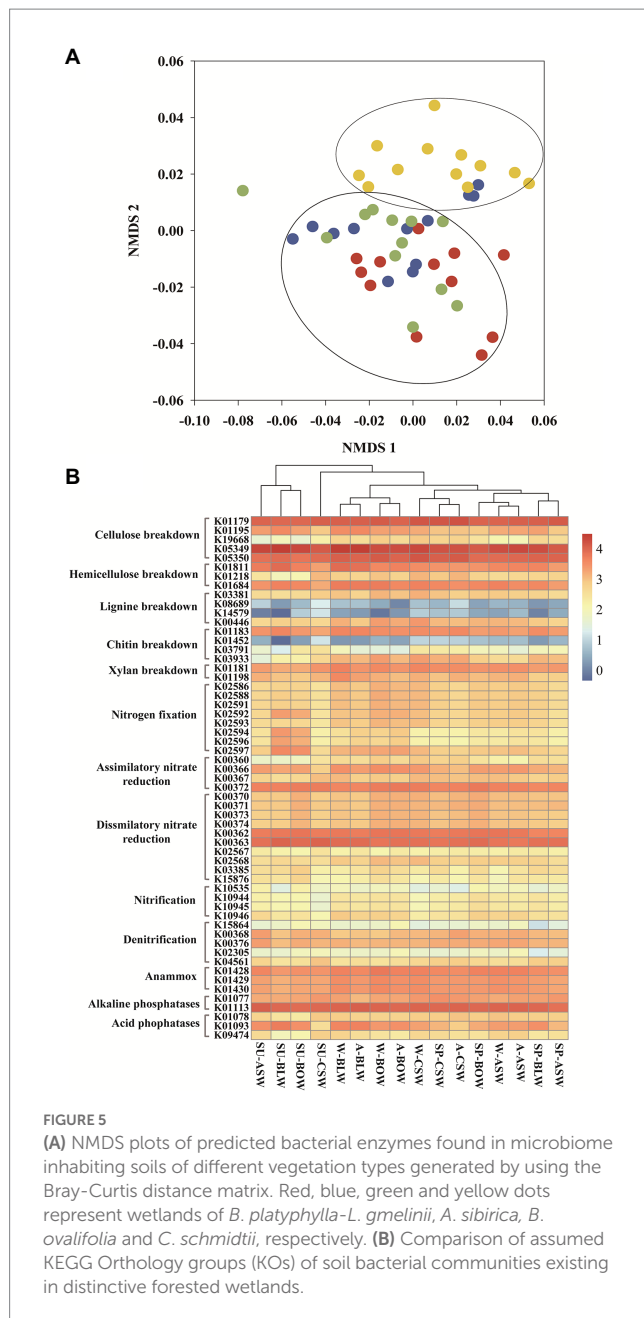 A
0.06
0.04
0.02
0.00
-0.02
-0.04
-0.06
NMDS 2
-0.10 -0.08 -0.06 -0.04 -0.02 0.00 0.02 0.04 0.06
NMDS 1
B
Cellulose breakdown
Hemicellulose breakdown
Lignine breakdown
Chitin breakdown
Xylan breakdown
Nitrogen fixation
Assimilatory nitrate
reduction
Dissmilatory nitrate
reduction
Nitrification
Denitrification
Anammox
Alkaline phosphatases
Acid phophatases
K01179
K01195
K19668
K05349
K05350
K01811
K01218
K01684
K03381
K08689
K14579
K00446
K01183
K01452
K03791
K03933
K01181
K01198
K02586
K02588
K02591
K02592
K02593
K02594
K02596
K02597
K00360
K00366
K00367
K00372
K00370
K00371
K00373
K00374
K00362
K00363
K02567
K02568
K03385
K15876
K10535
K10944
K10945
K10946
K15864
K00368
K00376
K02305
K04561
K01428
K01429
K01430
K01077
K01113
K01078
K01093
K09474
4
3
2
1
0
SU-ASW
SU-BLW
SU-BOW
SU-CSW
W-BLW
A-BLW
W-BOW
A-BOW
W-CSW
SP-CSW
A-CSW
SP-BOW
W-ASW
A-ASW
SP-BLW
SP-ASW
FIGURE 5
(A) NMDS plots of predicted bacterial enzymes found in microbiome
inhabiting soils of different vegetation types generated by using the
Bray-Curtis distance matrix. Red, blue, green and yellow dots
represent wetlands of B. platyphylla-L. gmelinii, A. sibirica, B.
ovalifolia and C. schmidtii, respectively. (B) Comparison of assumed
KEGG Orthology groups (KOs) of soil bacterial communities existing
in distinctive forested wetlands.